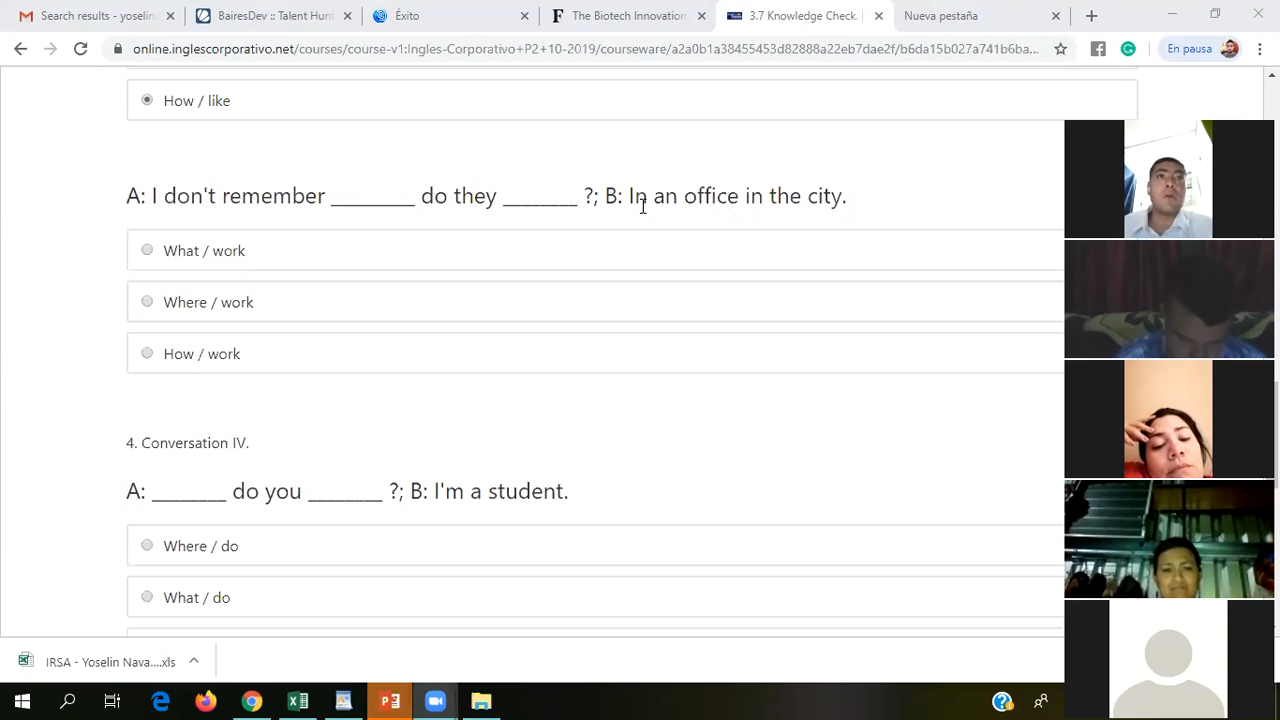 Search results - yoselin
BairesDev :: Talent Hunt
Éxito
The Biotech Innovation
3.7 Knowledge Check.
Nueva pestaña
online.inglescorporativo.net/courses/course-v1:Ingles-Corporativo+P2+10-2019/courseware/a2a0b1a38455453d82888a22eb7dae2f/b6da15b027a741b6ba...
En pausa
How / like
A: I don't remember _________ do they ________ ?; B: In an office in the city.
What / work
Where / work
How / work
4. Conversation IV.
A: ________ do you ________ ?; B: I'm a student.
Where / do
What / do
IRSA - Yoselin Nava....xls